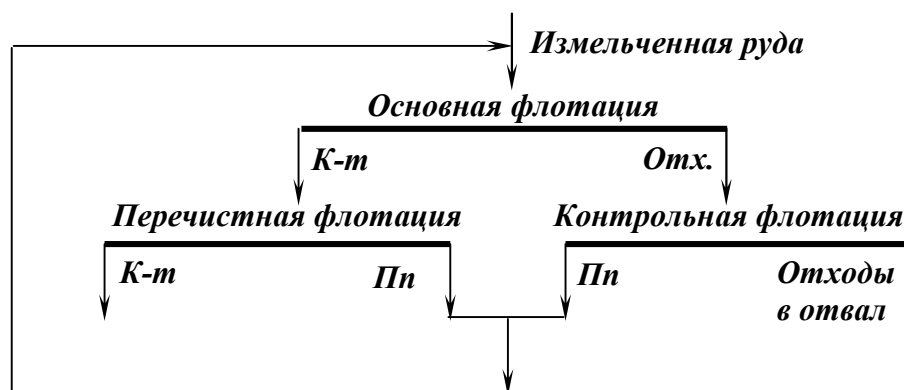 Измельченная руда
Основная флотация
К-т
Отх.
Перечистная флотация
Контрольная флотация
К-т
Пп
Пп
Отходы
в отвал